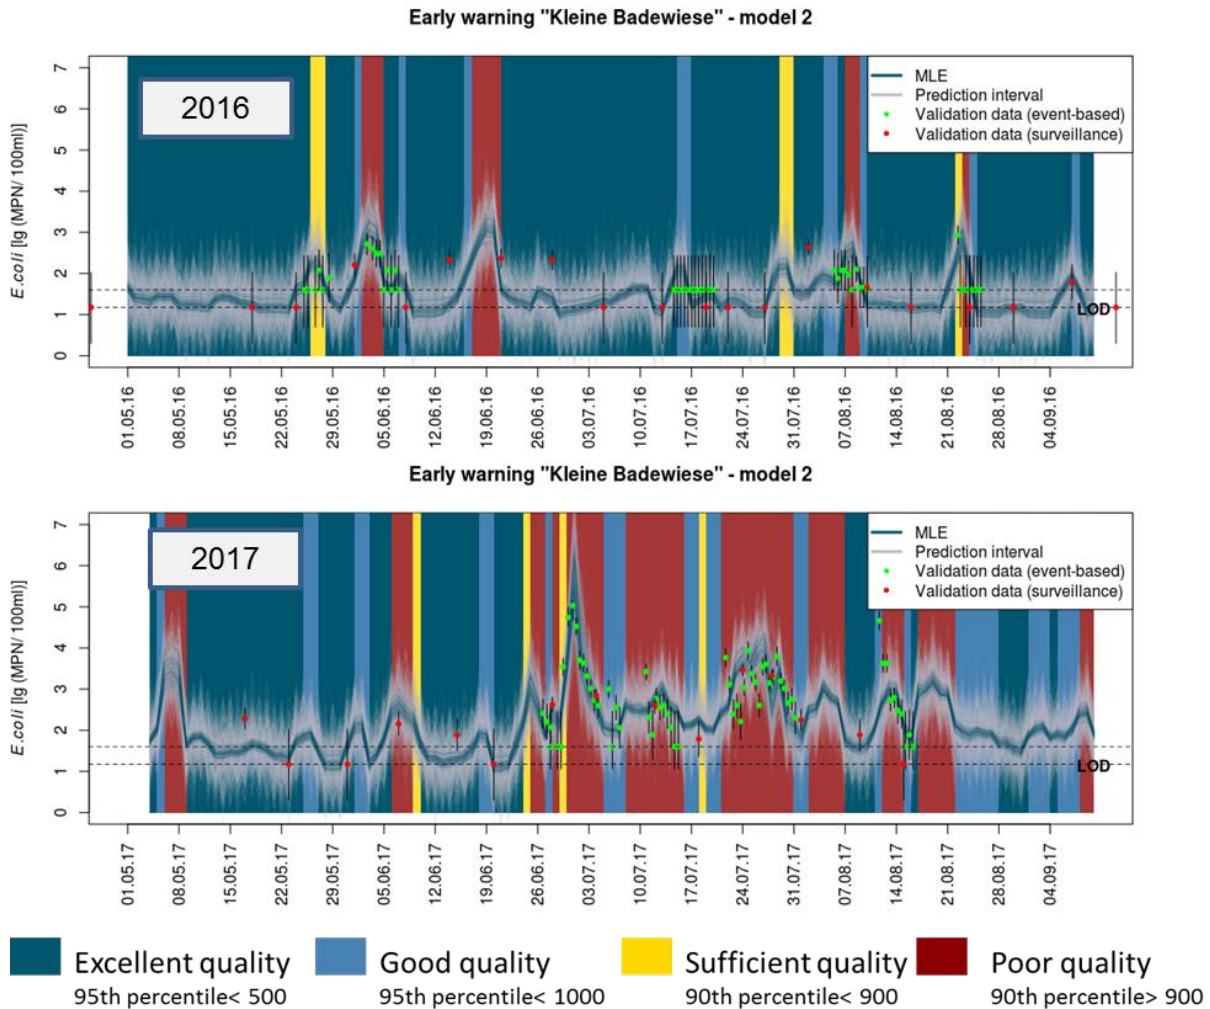 Early warning "Kleine Badewiese" - model 2
2016
MLE
Prediction interval
Validation data (event-based)
Validation data (surveillance)
E.coli [lg (MPN/ 100ml)]
7
6
5
4
3
2
1
0
LOD
01.05.16
08.05.16
15.05.16
22.05.16
29.05.16
05.06.16
12.06.16
19.06.16
26.06.16
03.07.16
10.07.16
17.07.16
24.07.16
31.07.16
07.08.16
14.08.16
21.08.16
28.08.16
04.09.16
Early warning "Kleine Badewiese" - model 2
2017
MLE
Prediction interval
Validation data (event-based)
Validation data (surveillance)
E.coli [lg (MPN/ 100ml)]
7
6
5
4
3
2
1
0
LOD
01.05.17
08.05.17
15.05.17
22.05.17
29.05.17
05.06.17
12.06.17
19.06.17
26.06.17
03.07.17
10.07.17
17.07.17
24.07.17
31.07.17
07.08.17
14.08.17
21.08.17
28.08.17
04.09.17
Excellent quality
95th percentile< 500
Good quality
95th percentile< 1000
Sufficient quality
90th percentile< 900
Poor quality
90th percentile> 900